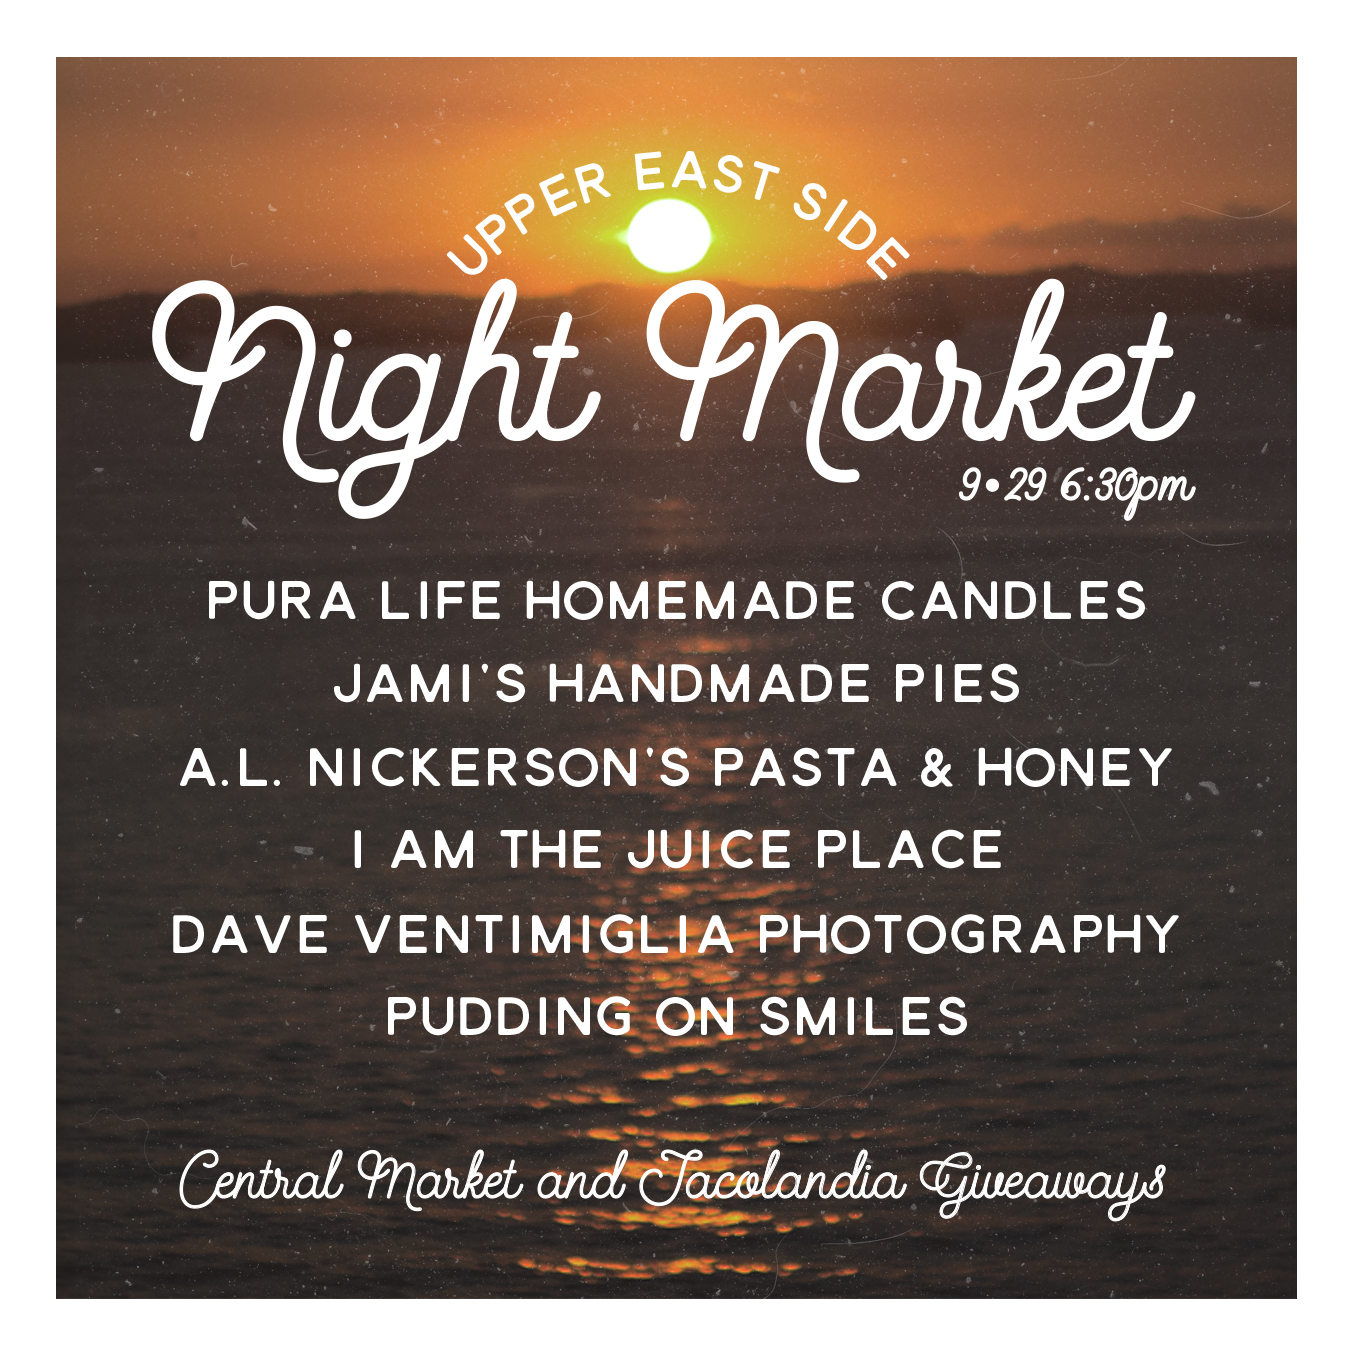 UPPER EAST SIDE
Night Market
9•29 6:30pm
PURA LIFE HOMEMADE CANDLES
JAMI'S HANDMADE PIES
A.L. NICKERSON'S PASTA & HONEY
I AM THE JUICE PLACE
DAVE VENTIMIGLIA PHOTOGRAPHY
PUDDING ON SMILES
Central Market and Tacolandia Giveaways